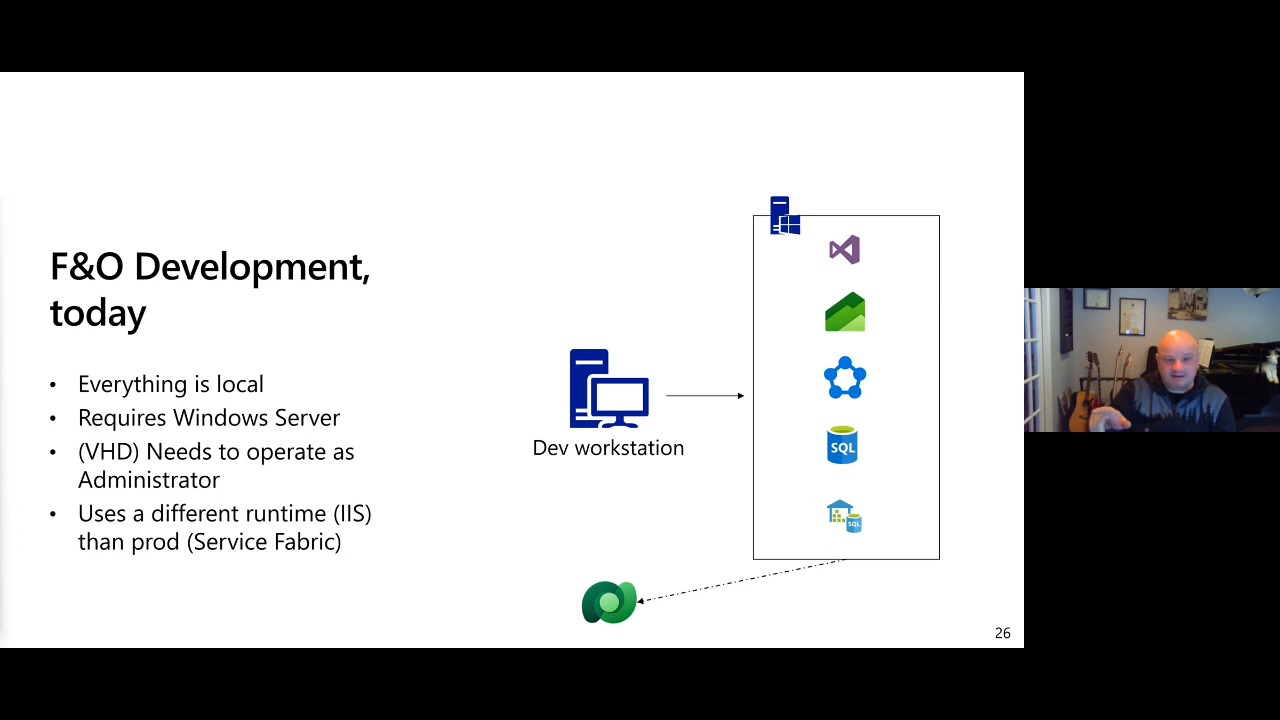 F&O Development,
today
• Everything is local
• Requires Windows Server
• (VHD) Needs to operate as
Administrator
• Uses a different runtime (IIS)
than prod (Service Fabric)
Dev workstation
SQL
SQL
26